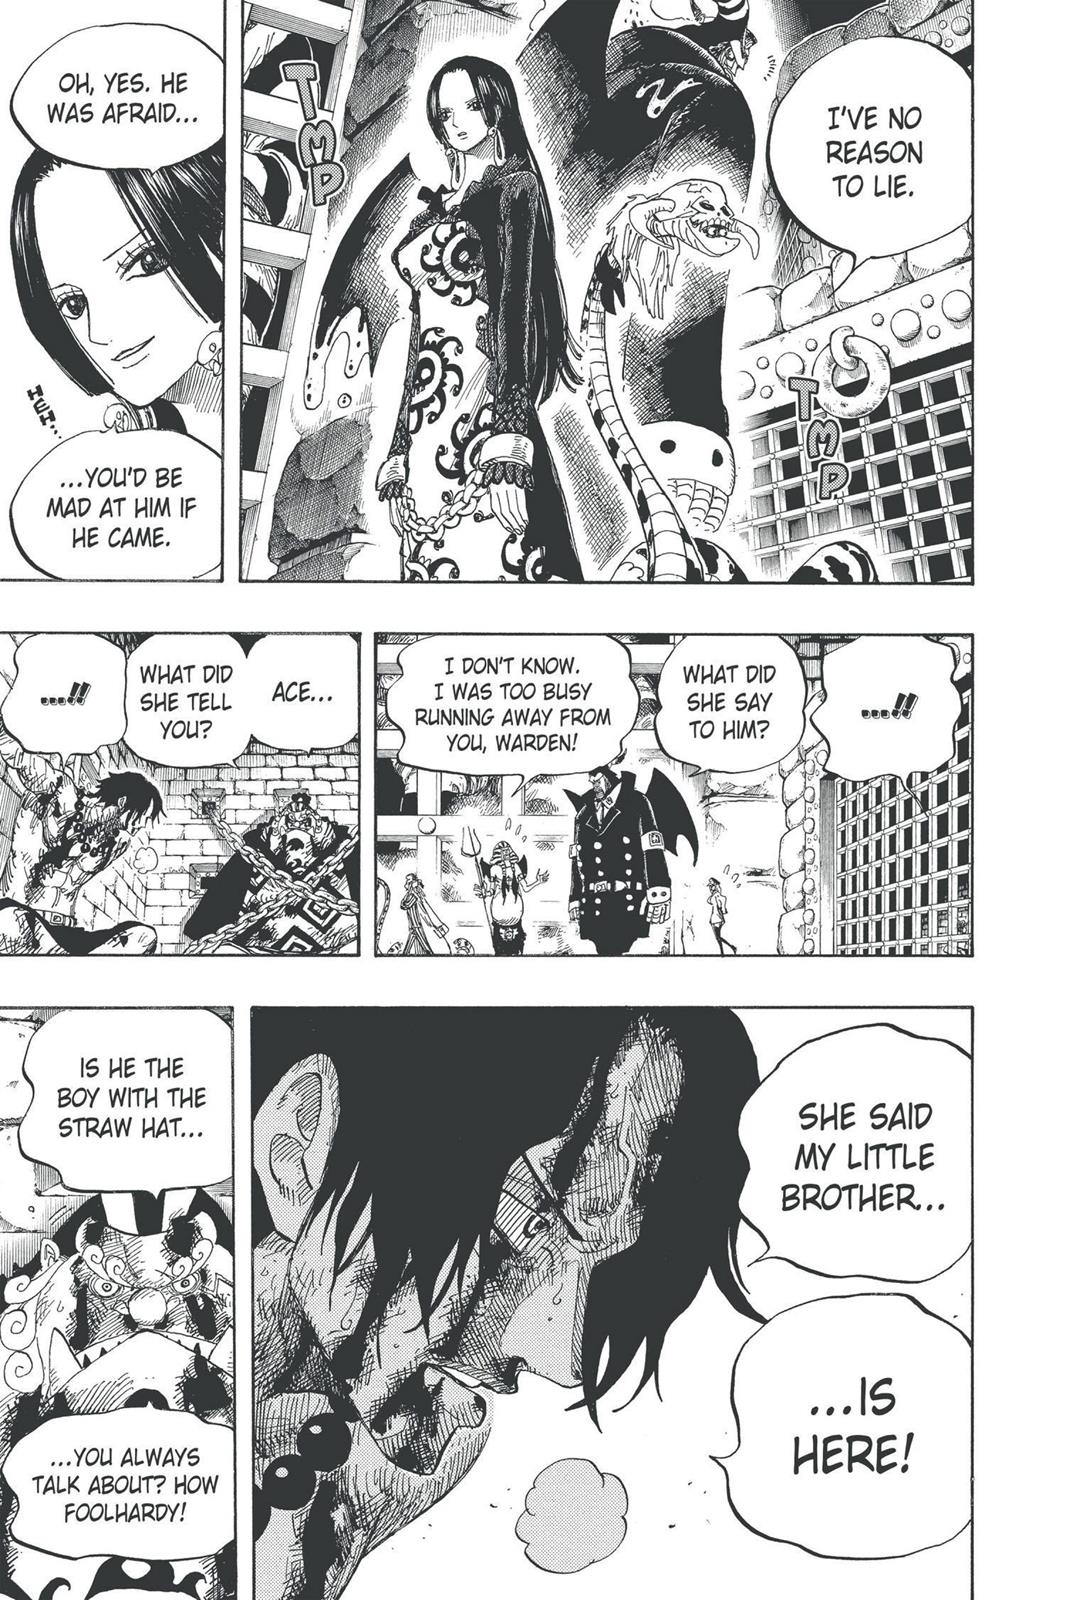 I'VE NO
REASON
TO LIE.
TMP
TMP
OH, YES. HE
WAS AFRAID...
HEH...
...YOU'D BE
MAD AT HIM IF
HE CAME.
...!!
WHAT DID
SHE SAY
TO HIM?
I DON'T KNOW.
I WAS TOO BUSY
RUNNING AWAY FROM
YOU, WARDEN!
ACE...
WHAT DID
SHE TELL
YOU?
...!!
SHE SAID
MY LITTLE
BROTHER...
...IS
HERE!
IS HE THE
BOY WITH THE
STRAW HAT...
...YOU ALWAYS
TALK ABOUT? HOW
FOOLHARDY!